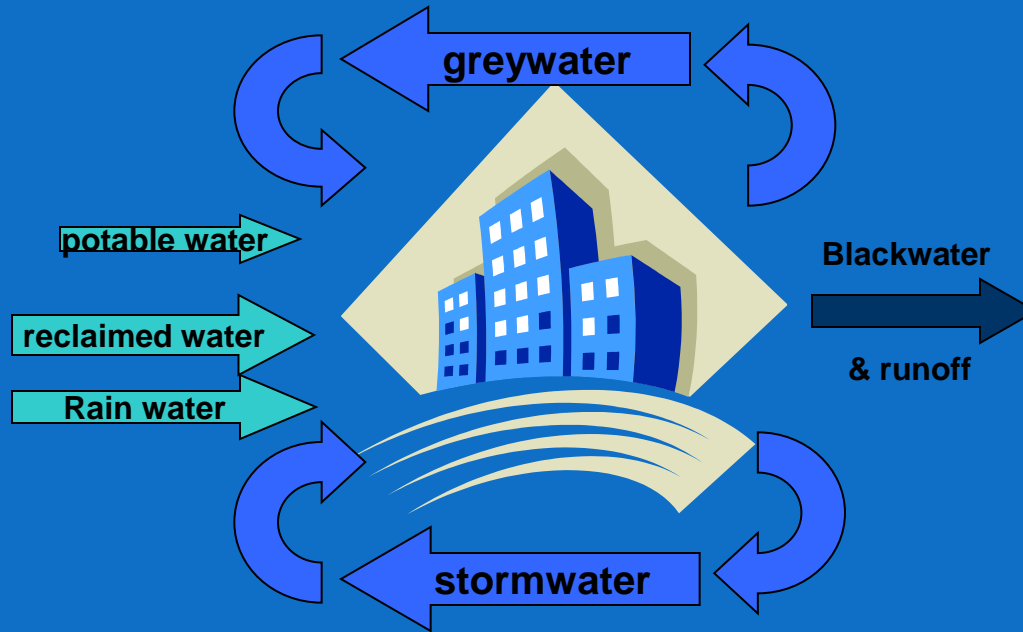 greywater
potable water
Blackwater
reclaimed water
& runoff
Rain water
stormwater